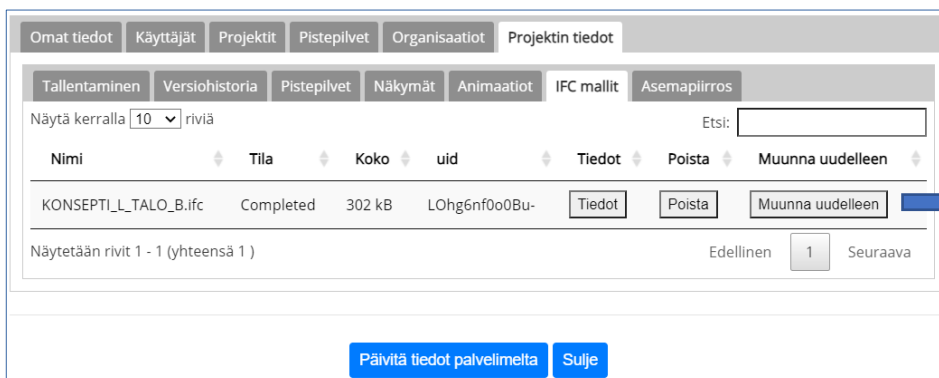 Omat tiedot Käyttäjät Projektit Pistepilvet Organisaatiot Projektin tiedot
Tallentaminen Versiohistoria Pistepilvet Näkymät Animaatiot IFC mallit Asemapiirros
Näytä kerralla 10 riviä Etsi:
Nimi Tila Koko uid Tiedot Poista Muunna uudelleen
KONSEPTI_L_TALO_B.ifc Completed 302 kB LOhg6nf0o0Bu- Tiedot Poista Muunna uudelleen
Näytetään rivit 1 - 1 (yhteensä 1 ) Edellinen 1 Seuraava
Päivitä tiedot palvelimelta Sulje